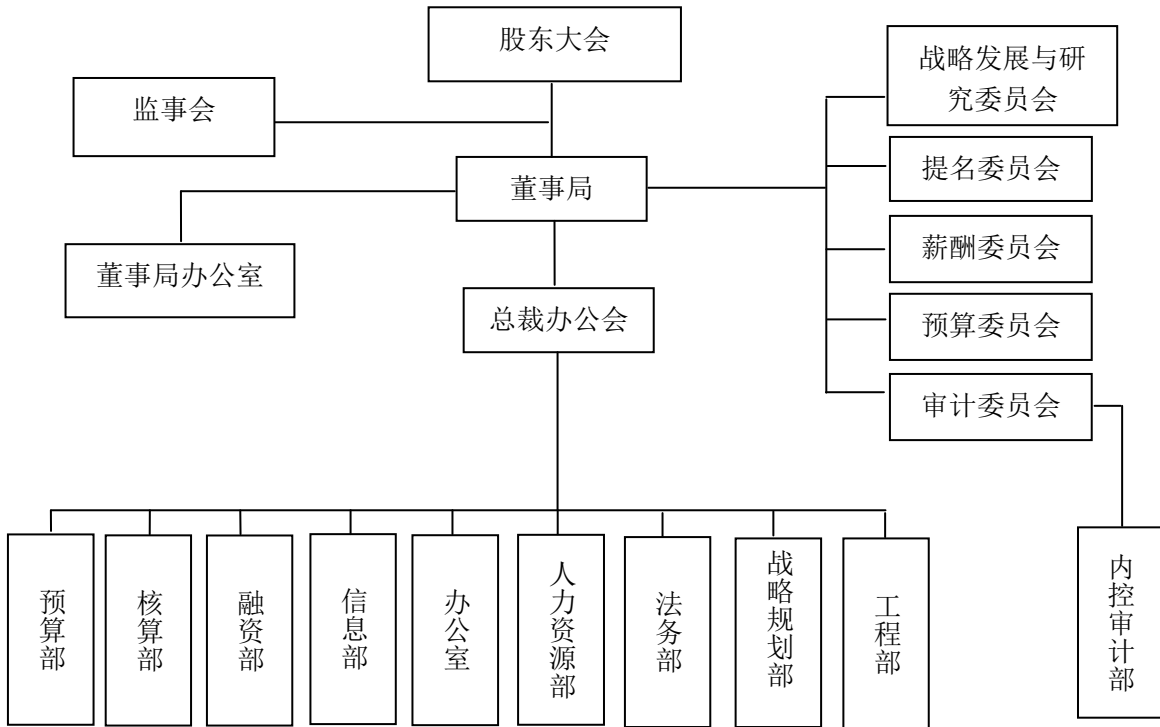 股东大会
战略发展与研
究委员会
监事会
提名委员会
董事局
薪酬委员会
董事局办公室
总裁办公会
预算委员会
审计委员会
预算部
核算部
融资部
信息部
办公室
人力资源部
法务部
战略规划部
工程部
内控审计部